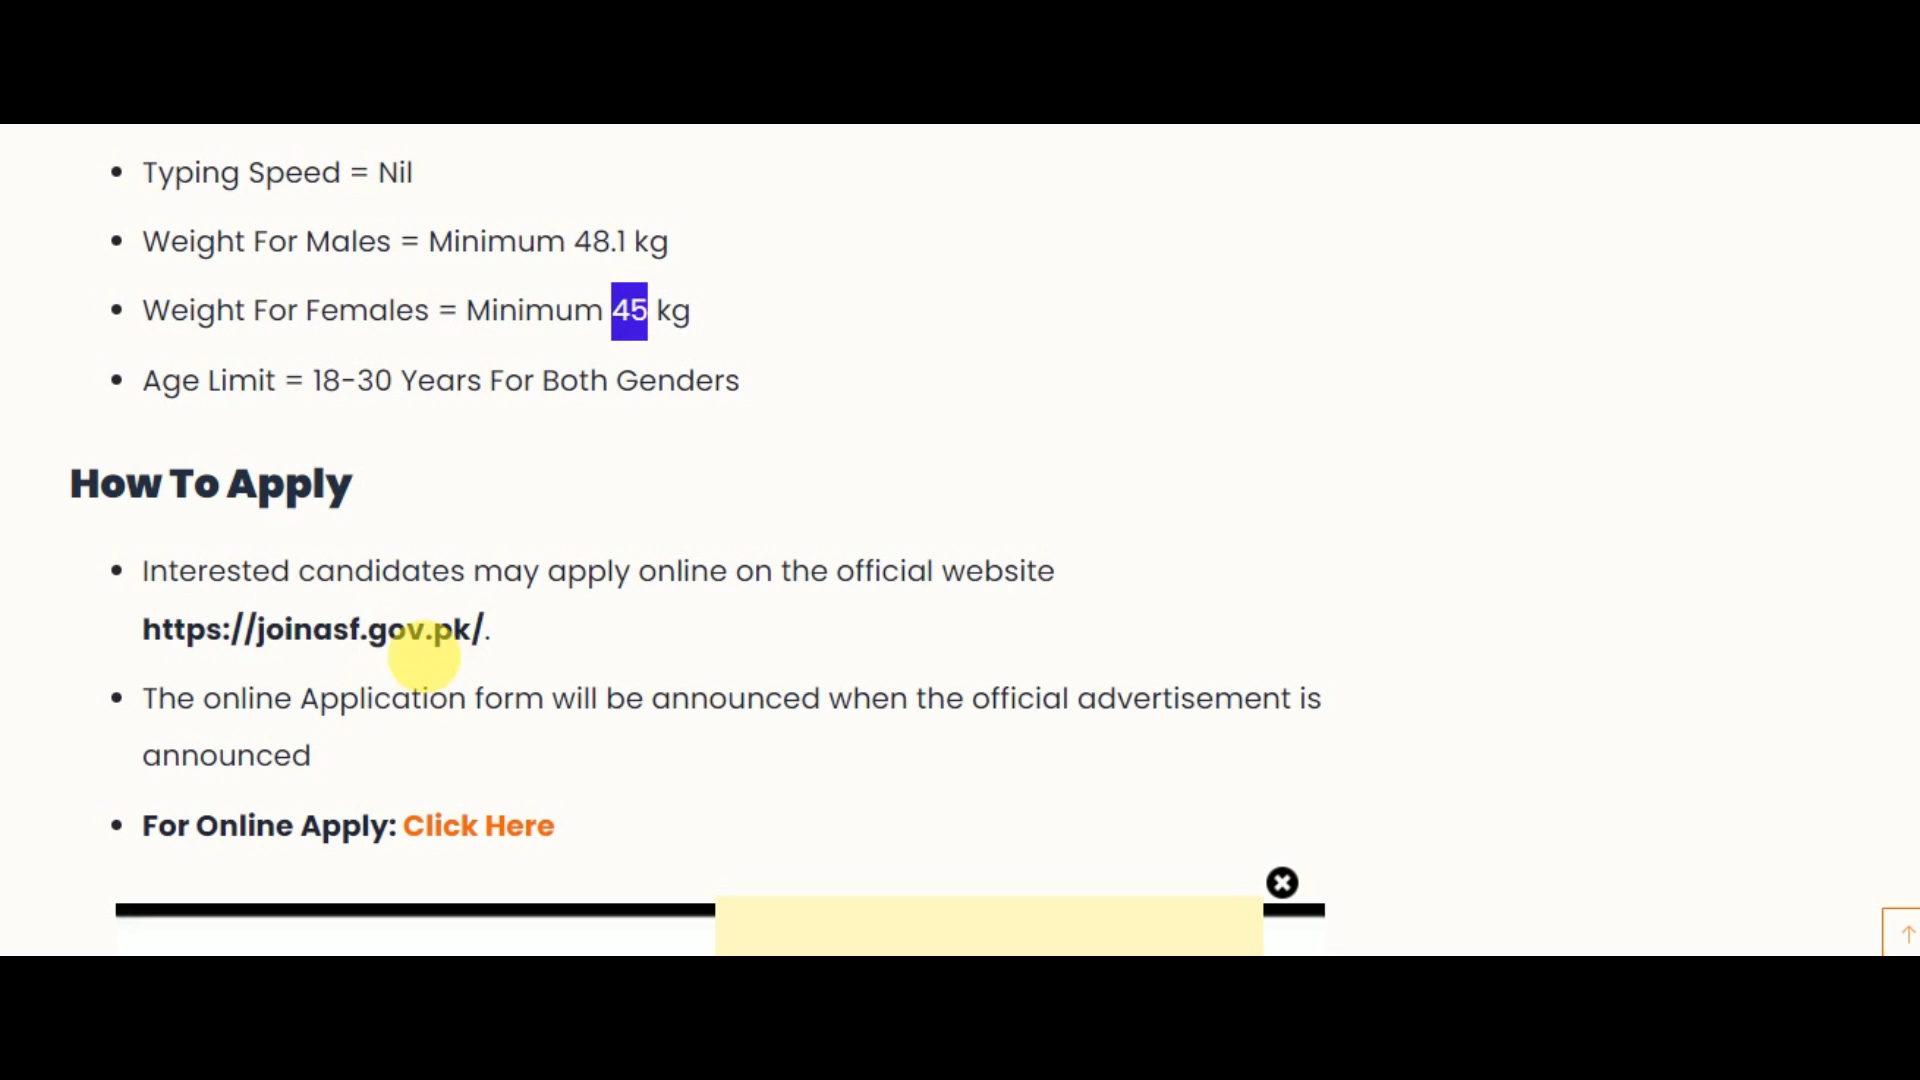 Typing Speed = Nil
Weight For Males = Minimum 48.1 kg
Weight For Females = Minimum 45 kg
Age Limit = 18-30 Years For Both Genders
How To Apply
Interested candidates may apply online on the official website
https://joinasf.gov.pk/.
The online Application form will be announced when the official advertisement is
announced
For Online Apply: Click Here